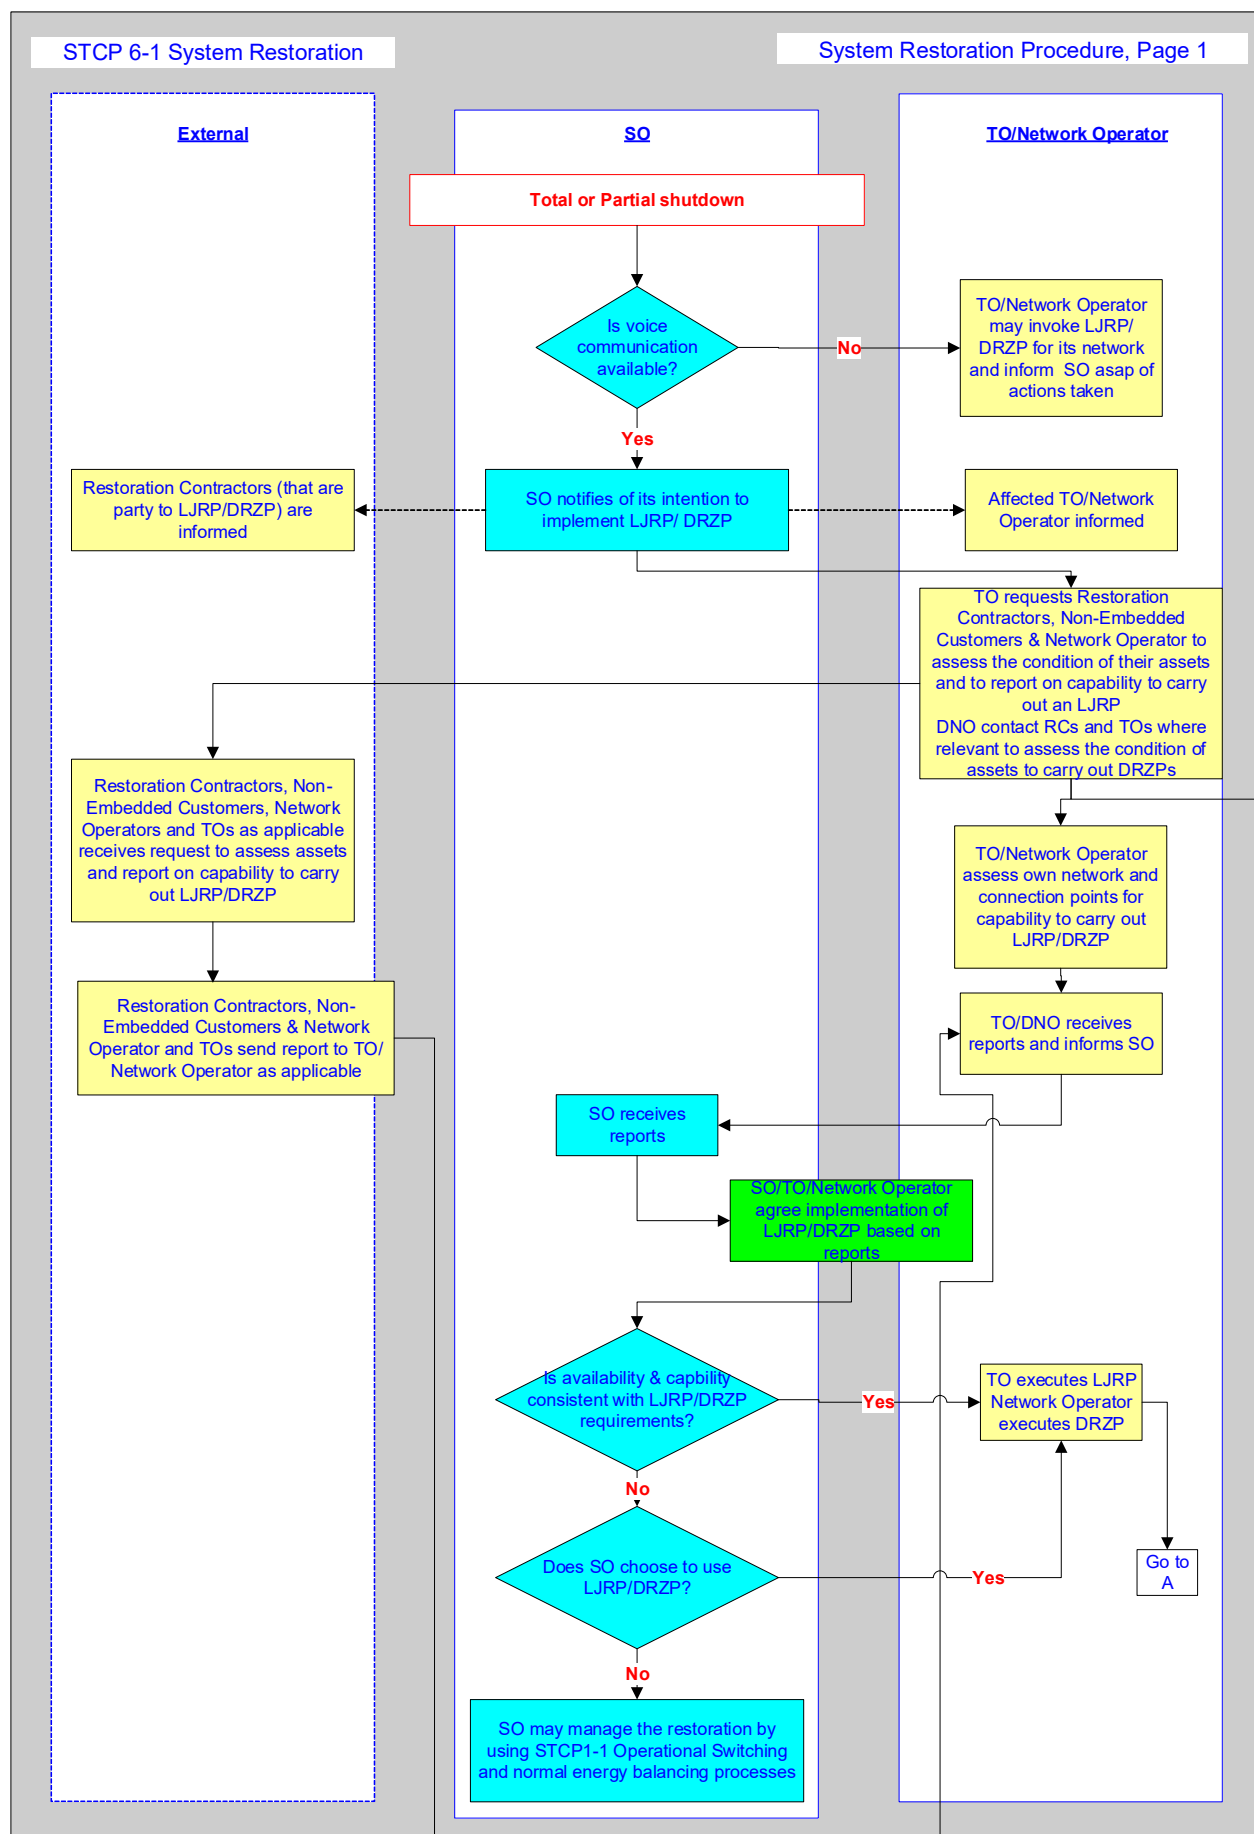 STCP 6-1 System Restoration
System Restoration Procedure, Page 1
External
SO
TO/Network Operator
Total or Partial shutdown
Is voice
communication
available?
No
TO/Network Operator
may invoke LJRP/
DRZP for its network
and inform  SO asap of
actions taken
Yes
Restoration Contractors (that are
party to LJRP/DRZP) are
informed
SO notifies of its intention to
implement LJRP/ DRZP
Affected TO/Network
Operator informed
TO requests Restoration
Contractors, Non-Embedded
Customers & Network Operator to
assess the condition of their assets
and to report on capability to carry
out an LJRP
DNO contact RCs and TOs where
relevant to assess the condition of
assets to carry out DRZPs
Restoration Contractors, Non-
Embedded Customers, Network
Operators and TOs as applicable
receives request to assess assets
and report on capability to carry
out LJRP/DRZP
TO/Network Operator
assess own network and
connection points for
capability to carry out
LJRP/DRZP
Restoration Contractors, Non-
Embedded Customers & Network
Operator and TOs send report to TO/
Network Operator as applicable
TO/DNO receives
reports and informs SO
SO receives
reports
SO/TO/Network Operator
agree implementation of
LJRP/DRZP based on
reports
Is availability & capbility
consistent with LJRP/DRZP
requirements?
Yes
TO executes LJRP
Network Operator
executes DRZP
No
Does SO choose to use
LJRP/DRZP?
Yes
Go to
A
No
SO may manage the restoration by
using STCP1-1 Operational Switching
and normal energy balancing processes